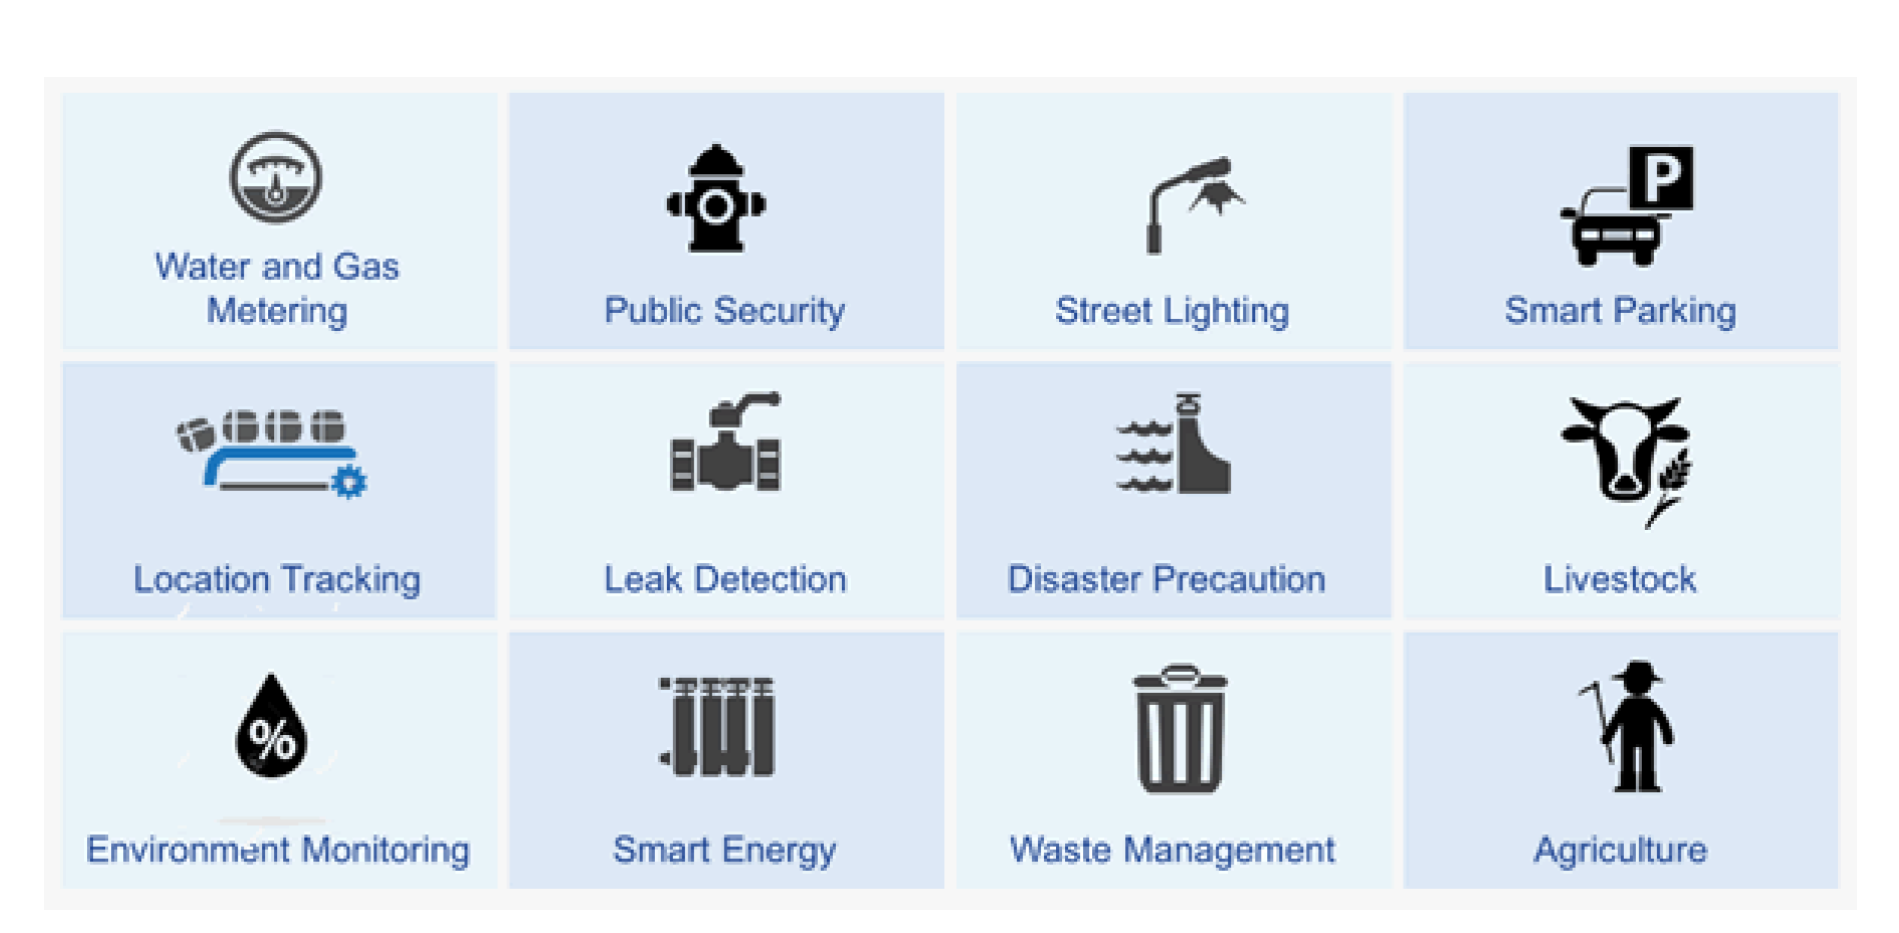 Water and Gas
Metering
Public Security
Street Lighting
P
Smart Parking
Location Tracking
Leak Detection
Disaster Precaution
Livestock
%
Environment Monitoring
Smart Energy
Waste Management
Agriculture